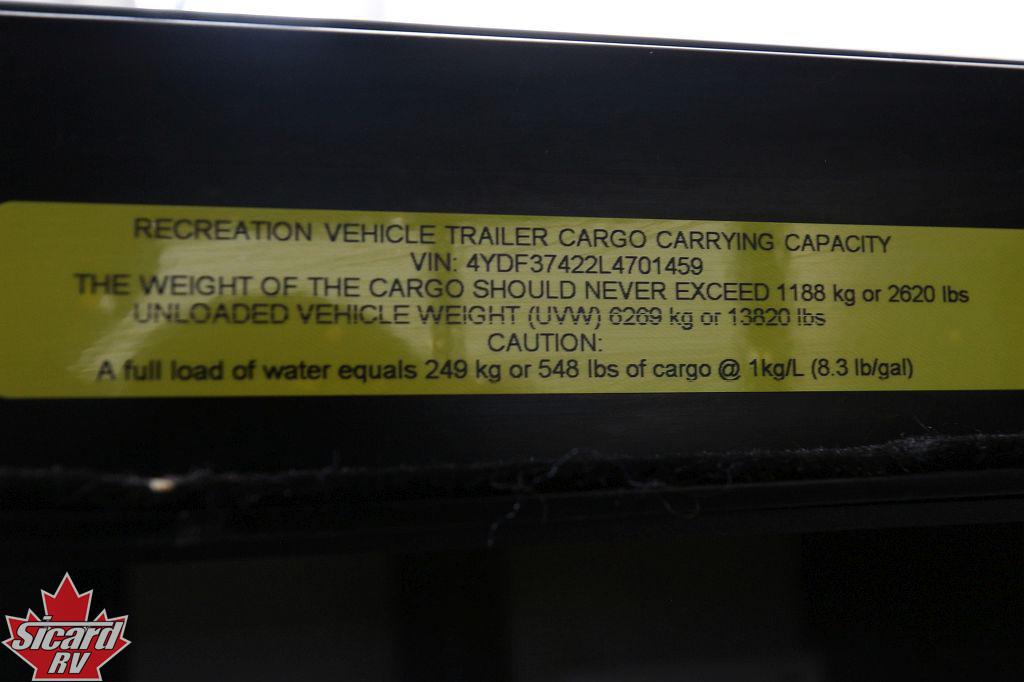 RECREATION VEHICLE TRAILER CARGO CARRYING CAPACITY
VIN: 4YDF37422L4701459
THE WEIGHT OF THE CARGO SHOULD NEVER EXCEED 1188 kg or 2620 lbs
UNLOADED VEHICLE WEIGHT (UVW) 6269 kg or 13820 lbs
CAUTION:
A full load of water equals 249 kg or 548 lbs of cargo @ 1kg/L (8.3 lb/gal)
Sicard
RV